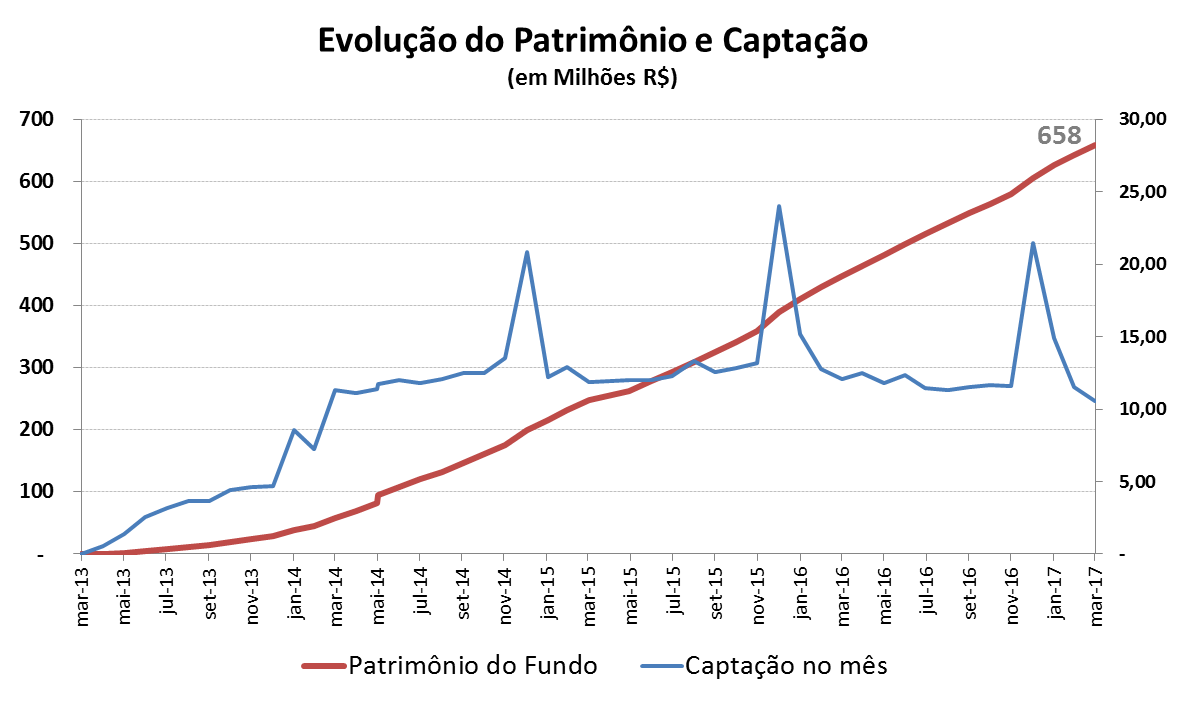 Evolução do Patrimônio e Captação
(em Milhões R$)
700
600
500
400
300
200
100
-
658
30,00
25,00
20,00
15,00
10,00
5,00
-
mar-13
mai-13
jul-13
set-13
nov-13
jan-14
mar-14
mai-14
jul-14
set-14
nov-14
jan-15
mar-15
mai-15
jul-15
set-15
nov-15
jan-16
mar-16
mai-16
jul-16
set-16
nov-16
jan-17
mar-17
Patrimônio do Fundo
Captação no mês